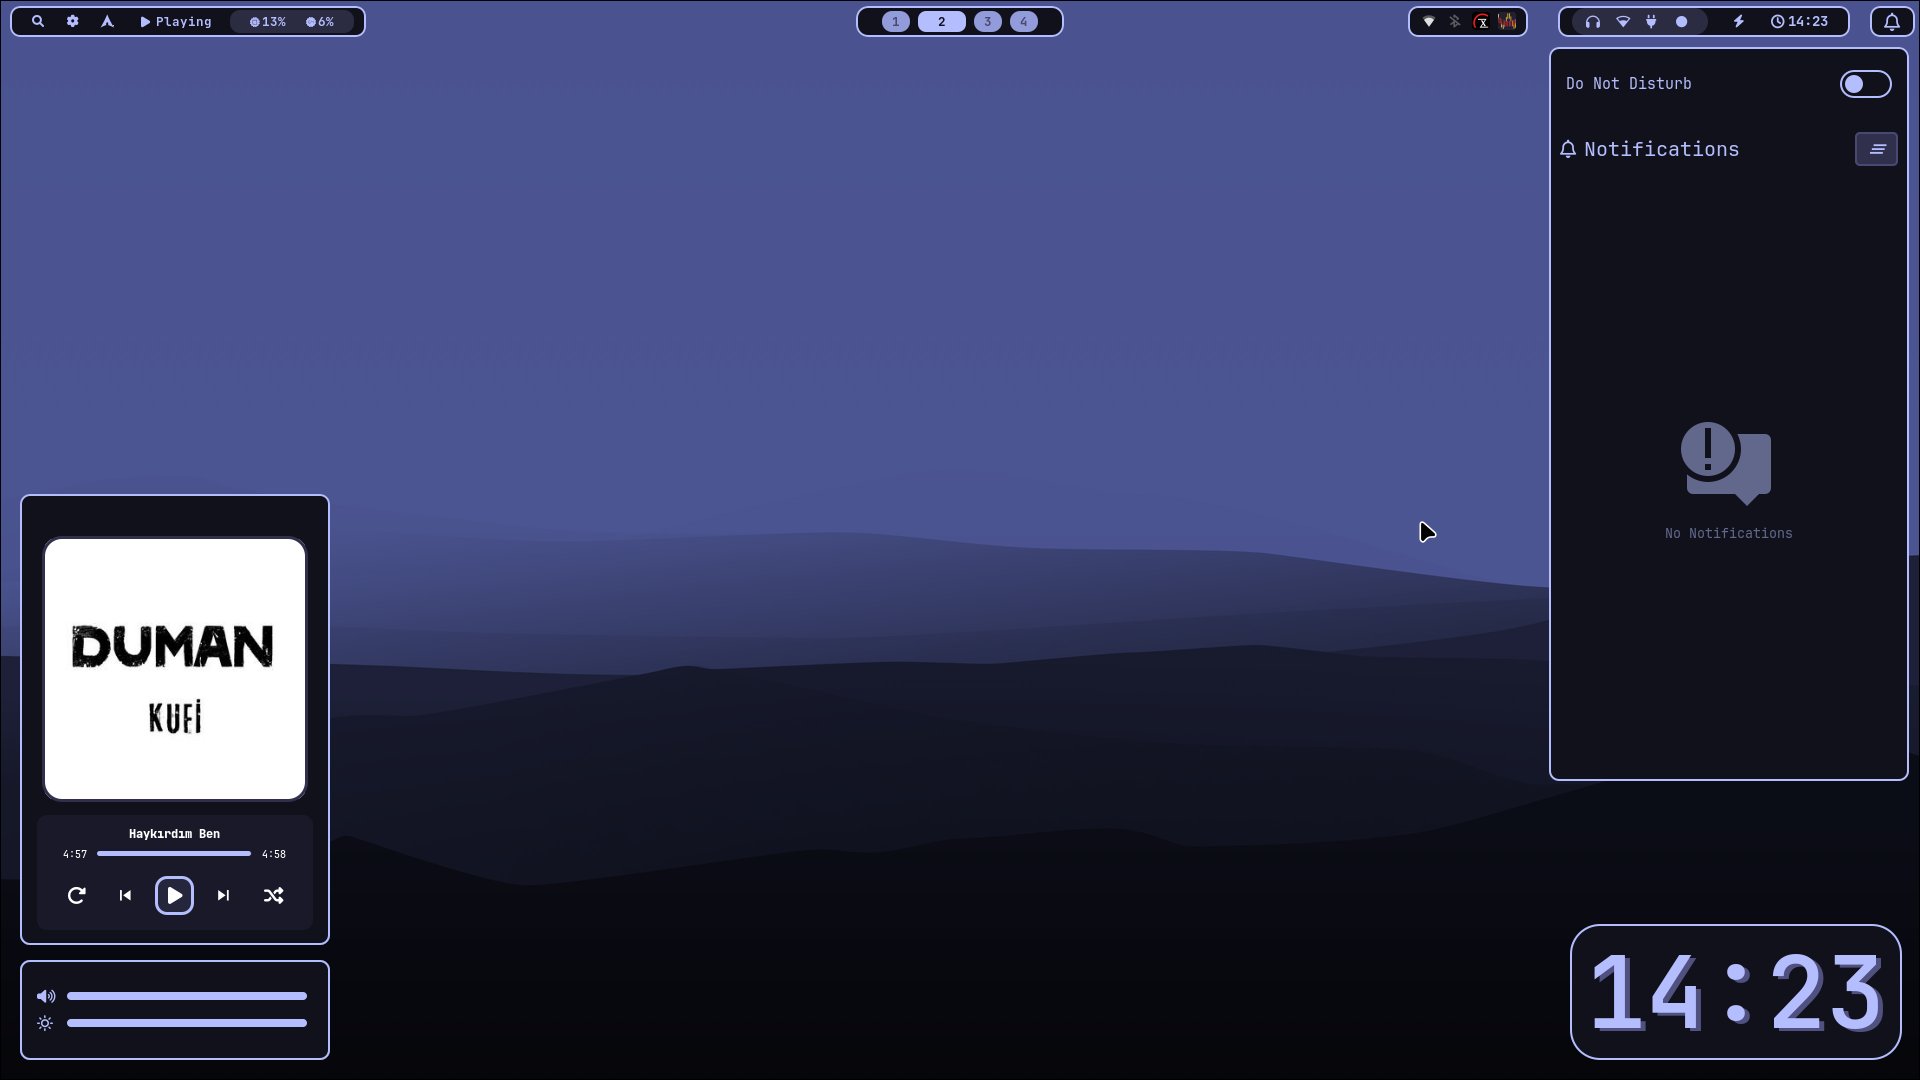 Playing
13%
6%
1
2
3
4
14:23
Do Not Disturb
Notifications
No Notifications
DUMAN
KUFİ
Haykırdım Ben
4:57
4:58
14:23